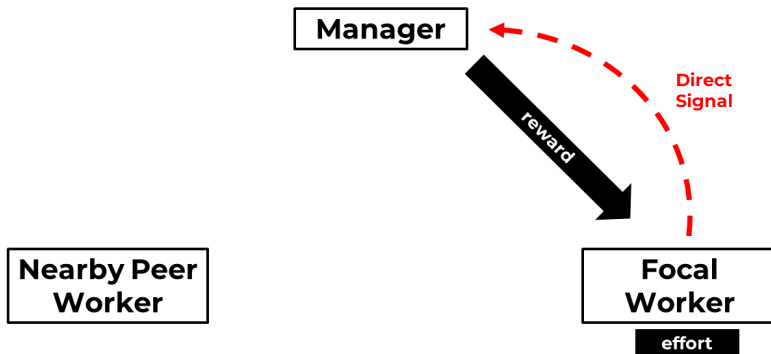 Manager
Direct
Signal
reward
Nearby Peer
Worker
Focal
Worker
effort